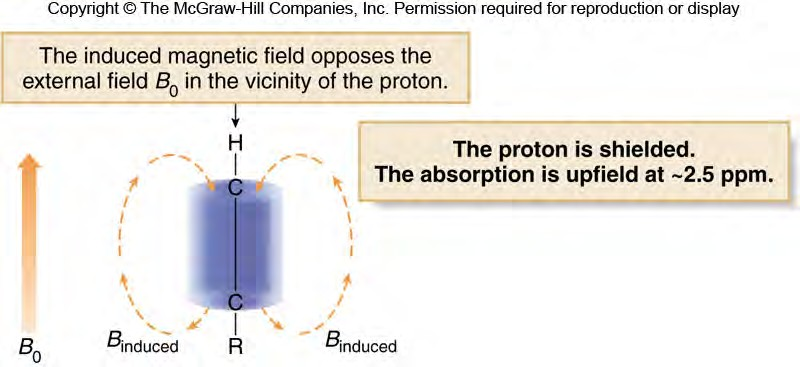 Copyright © The McGraw-Hill Companies, Inc. Permission required for reproduction or display
The induced magnetic field opposes the
external field B0 in the vicinity of the proton.
H
The proton is shielded.
The absorption is upfield at ~2.5 ppm.
C
C
B0
Binduced
R
Binduced